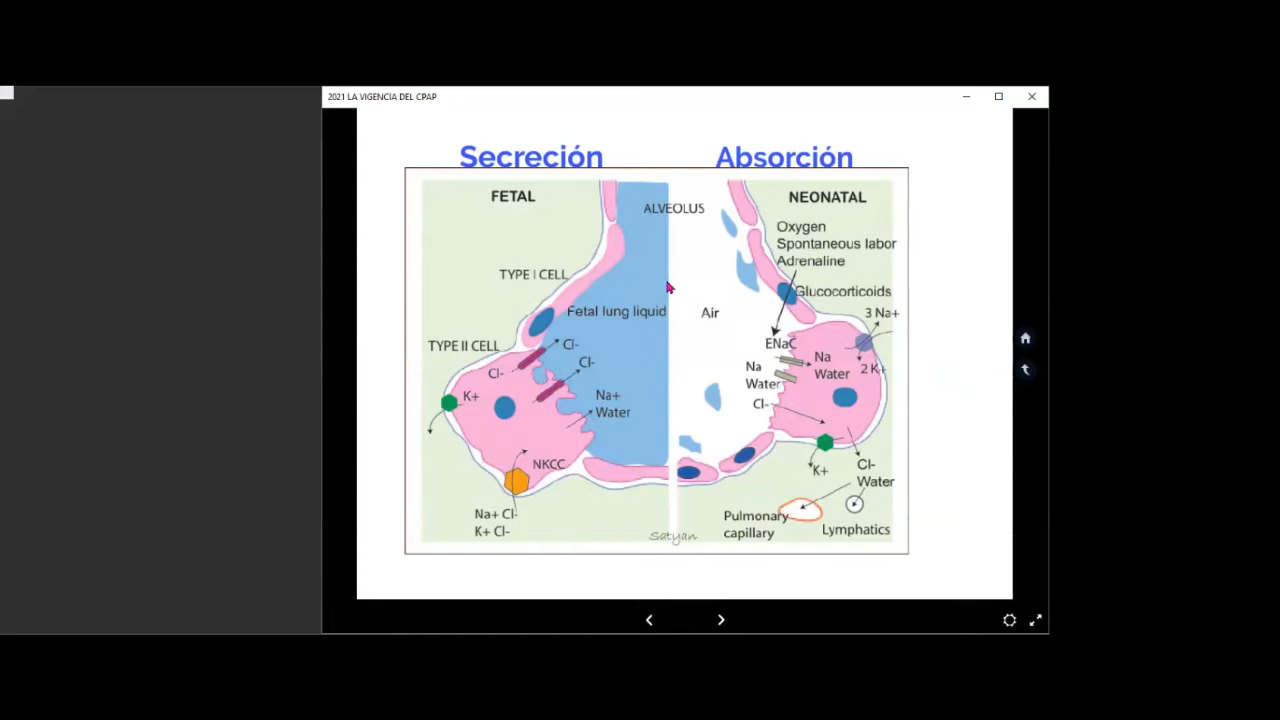 2021 LA VIGENCIA DEL CPAP
Secreción
Absorción
FETAL
ALVEOLUS
NEONATAL
Oxygen
Spontaneous labor
Adrenaline
TYPE I CELL
Glucocorticoids
Fetal lung liquid
Air
3 Na+
TYPE II CELL
Cl-
Cl-
Cl-
K+
Na+
Water
ENaC
Na
Water
Na
Water
2 K+
Cl-
NKCC
K+
Cl-
Water
Na+ Cl-
K+ Cl-
Pulmonary
capillary
Lymphatics
Satyan